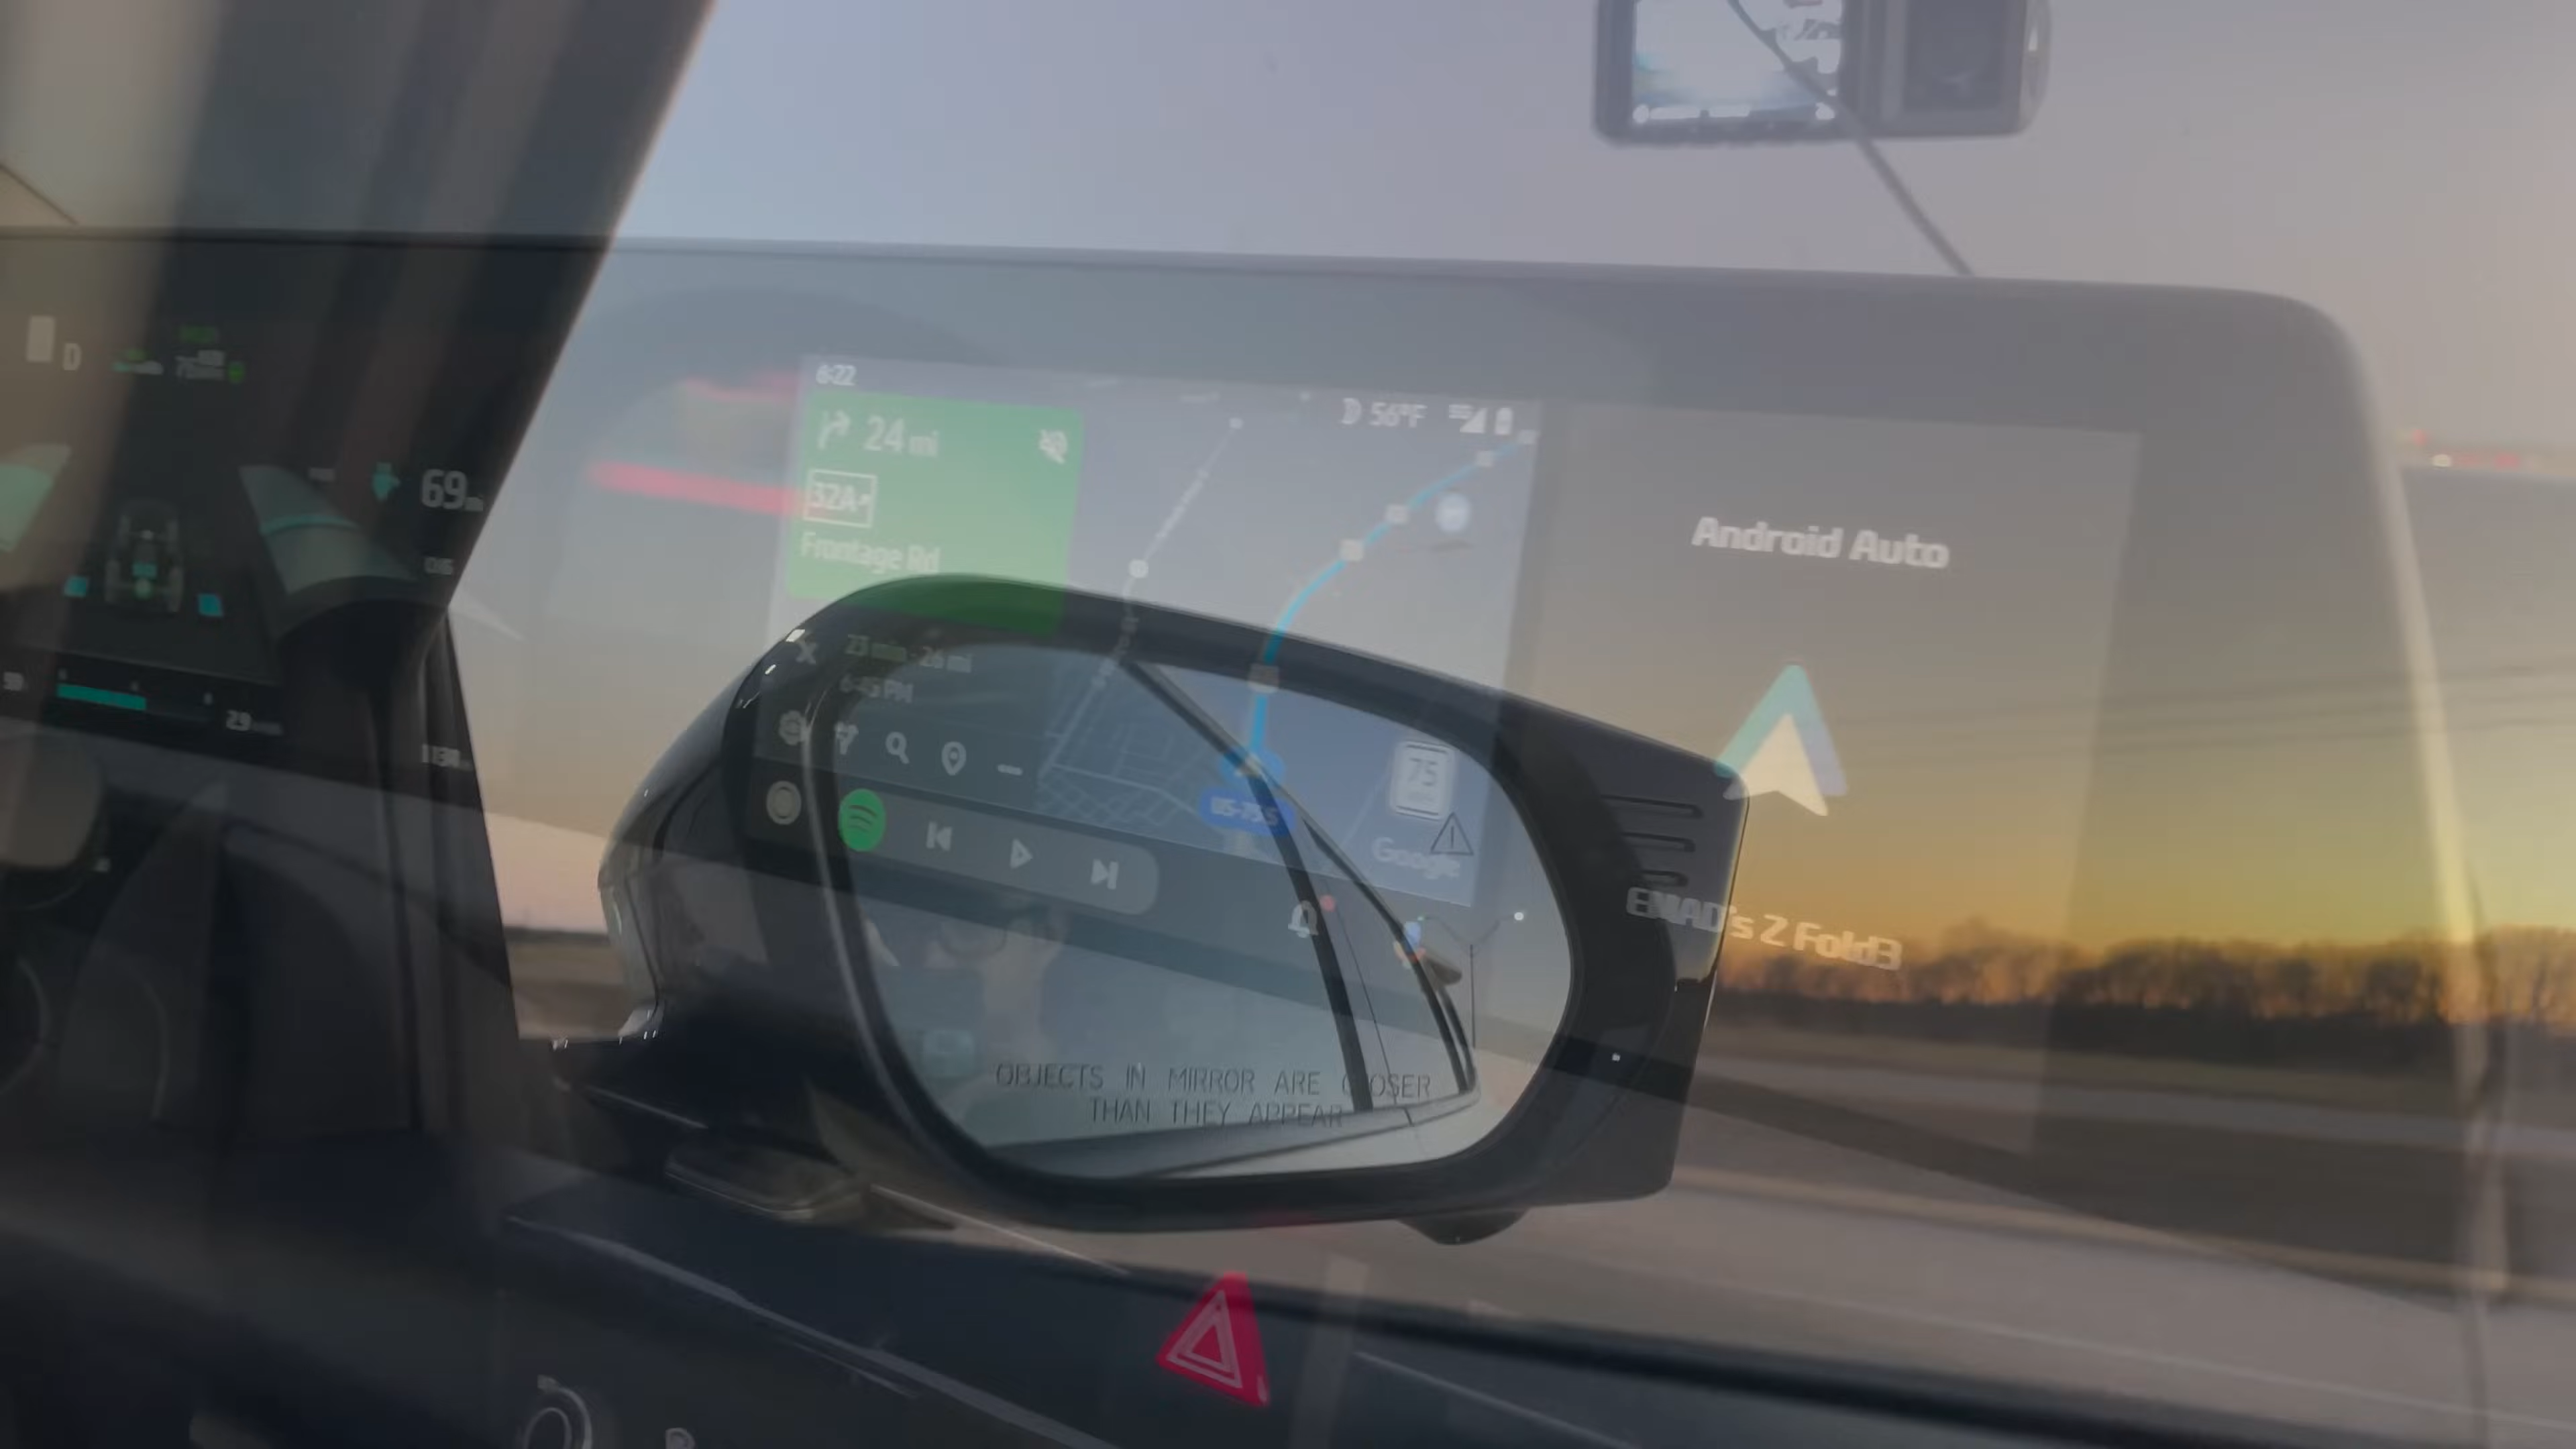 6:22
56°F
24 mi
32A
Frontage Rd
23 min · 26 mi
6:45 PM
75
US-75 S
Google
D
69 mi
Android Auto
EMAD's Z Fold3
OBJECTS IN MIRROR ARE CLOSER
THAN THEY APPEAR